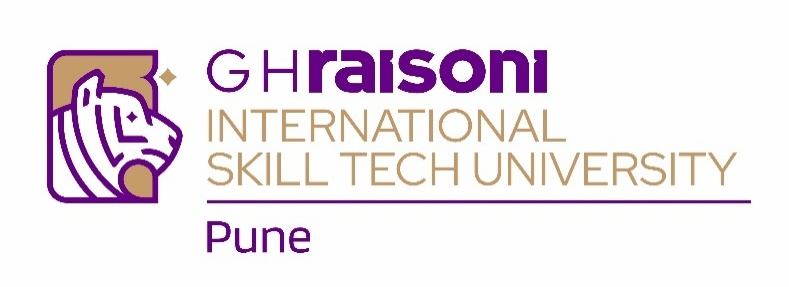 G H raisoni
INTERNATIONAL
SKILL TECH UNIVERSITY
Pune